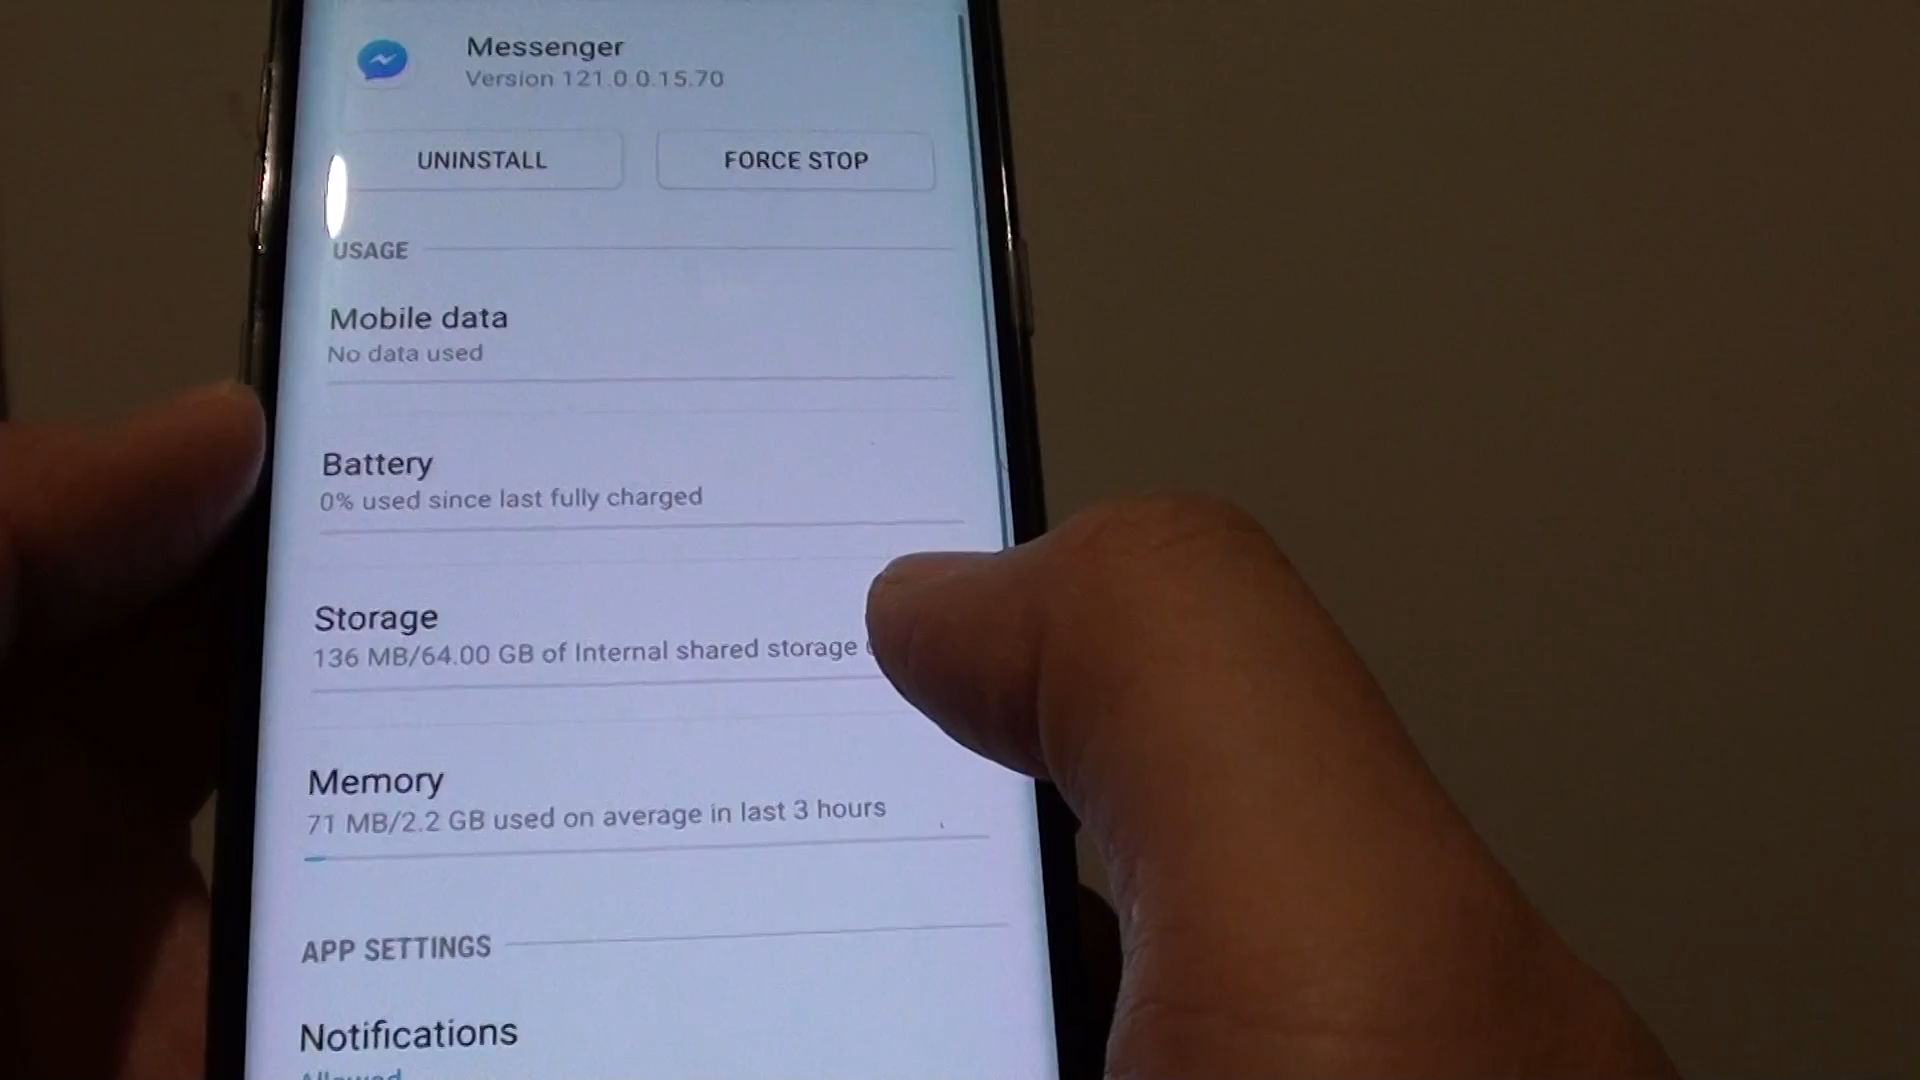 Messenger
Version 121.0.0.15.70
UNINSTALL
FORCE STOP
USAGE
Mobile data
No data used
Battery
0% used since last fully charged
Storage
136 MB/64.00 GB of Internal shared storage
Memory
71 MB/2.2 GB used on average in last 3 hours
APP SETTINGS
Notifications
Allowed